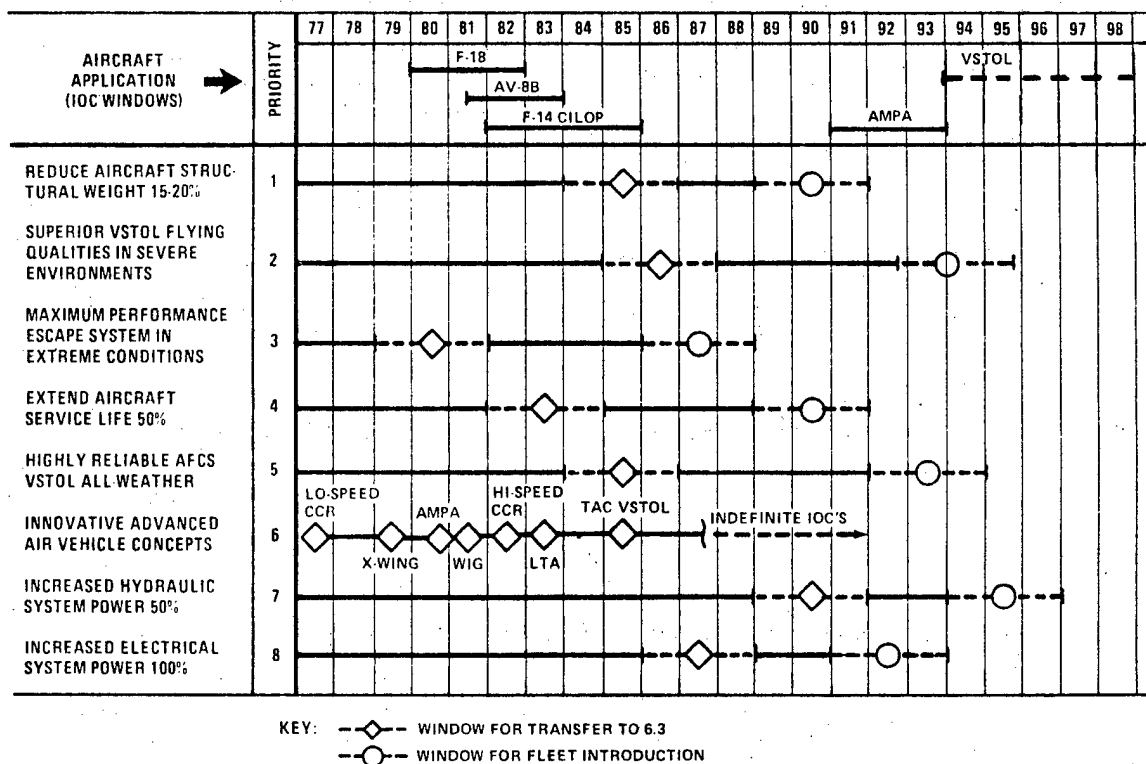 77 78 79 80 81 82 83 84 85 86 87 88 89 90 91 92 93 94 95 96 97 98
AIRCRAFT
APPLICATION
(IOC WINDOWS)
PRIORITY
F-18
AV-8B
F-14 CILOP
AMPA
VSTOL
REDUCE AIRCRAFT STRUC-
TURAL WEIGHT 15-20%
1
SUPERIOR VSTOL FLYING
QUALITIES IN SEVERE
ENVIRONMENTS
2
MAXIMUM PERFORMANCE
ESCAPE SYSTEM IN
EXTREME CONDITIONS
3
EXTEND AIRCRAFT
SERVICE LIFE 50%
4
HIGHLY RELIABLE AFCS
VSTOL ALL-WEATHER
5
INNOVATIVE ADVANCED
AIR VEHICLE CONCEPTS
6
LO-SPEED
CCR
X-WING
AMPA
WIG
HI-SPEED
CCR
LTA
TAC VSTOL
INDEFINITE IOC'S
INCREASED HYDRAULIC
SYSTEM POWER 50%
7
INCREASED ELECTRICAL
SYSTEM POWER 100%
8
KEY:
WINDOW FOR TRANSFER TO 6.3
WINDOW FOR FLEET INTRODUCTION